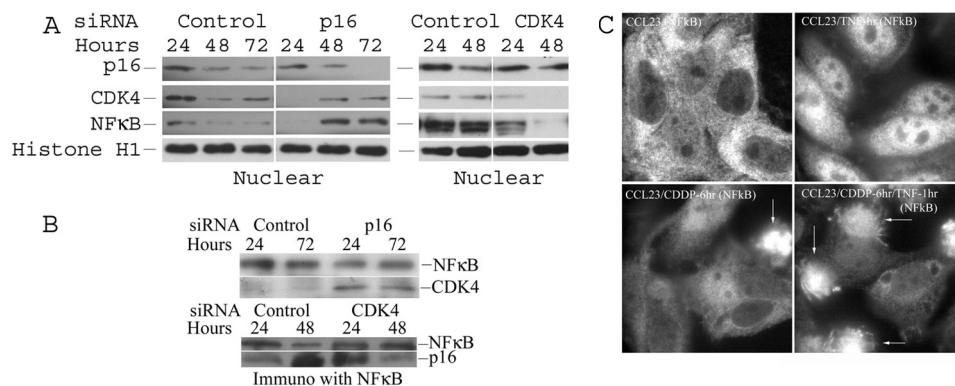 A
siRNA Control p16 Control CDK4
Hours 24 48 72 24 48 72 24 48 24 48
p16
CDK4
NFκB
Histone H1
Nuclear Nuclear
B
siRNA Control p16
Hours 24 72 24 72
NFκB
CDK4
siRNA Control CDK4
Hours 24 48 24 48
NFκB
p16
Immuno with NFκB
C
CCL23 (NFkB)
CCL23/TNF-1hr (NFkB)
CCL23/CDDP-6hr (NFkB)
CCL23/CDDP-6hr/TNF-1hr
(NFkB)